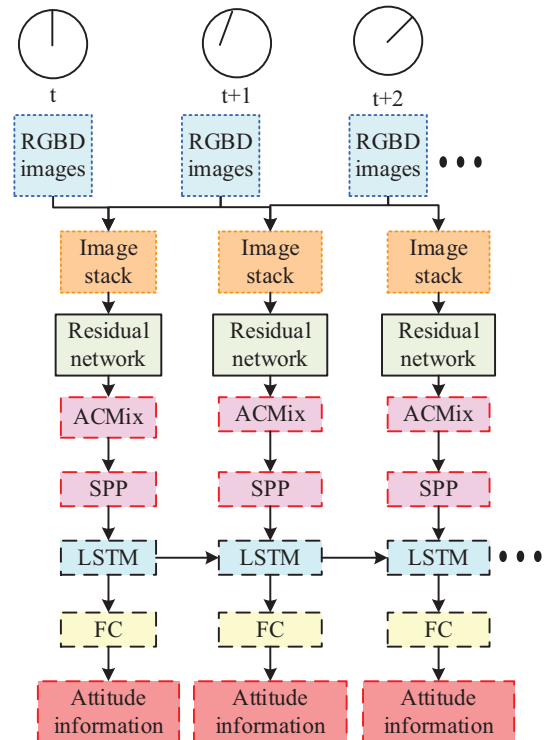 t t+1 t+2
RGBD RGBD RGBD
images images images
Image Image Image
stack stack stack
Residual Residual Residual
network network network
ACMix ACMix ACMix
SPP SPP SPP
LSTM LSTM LSTM
FC FC FC
Attitude Attitude Attitude
information information information